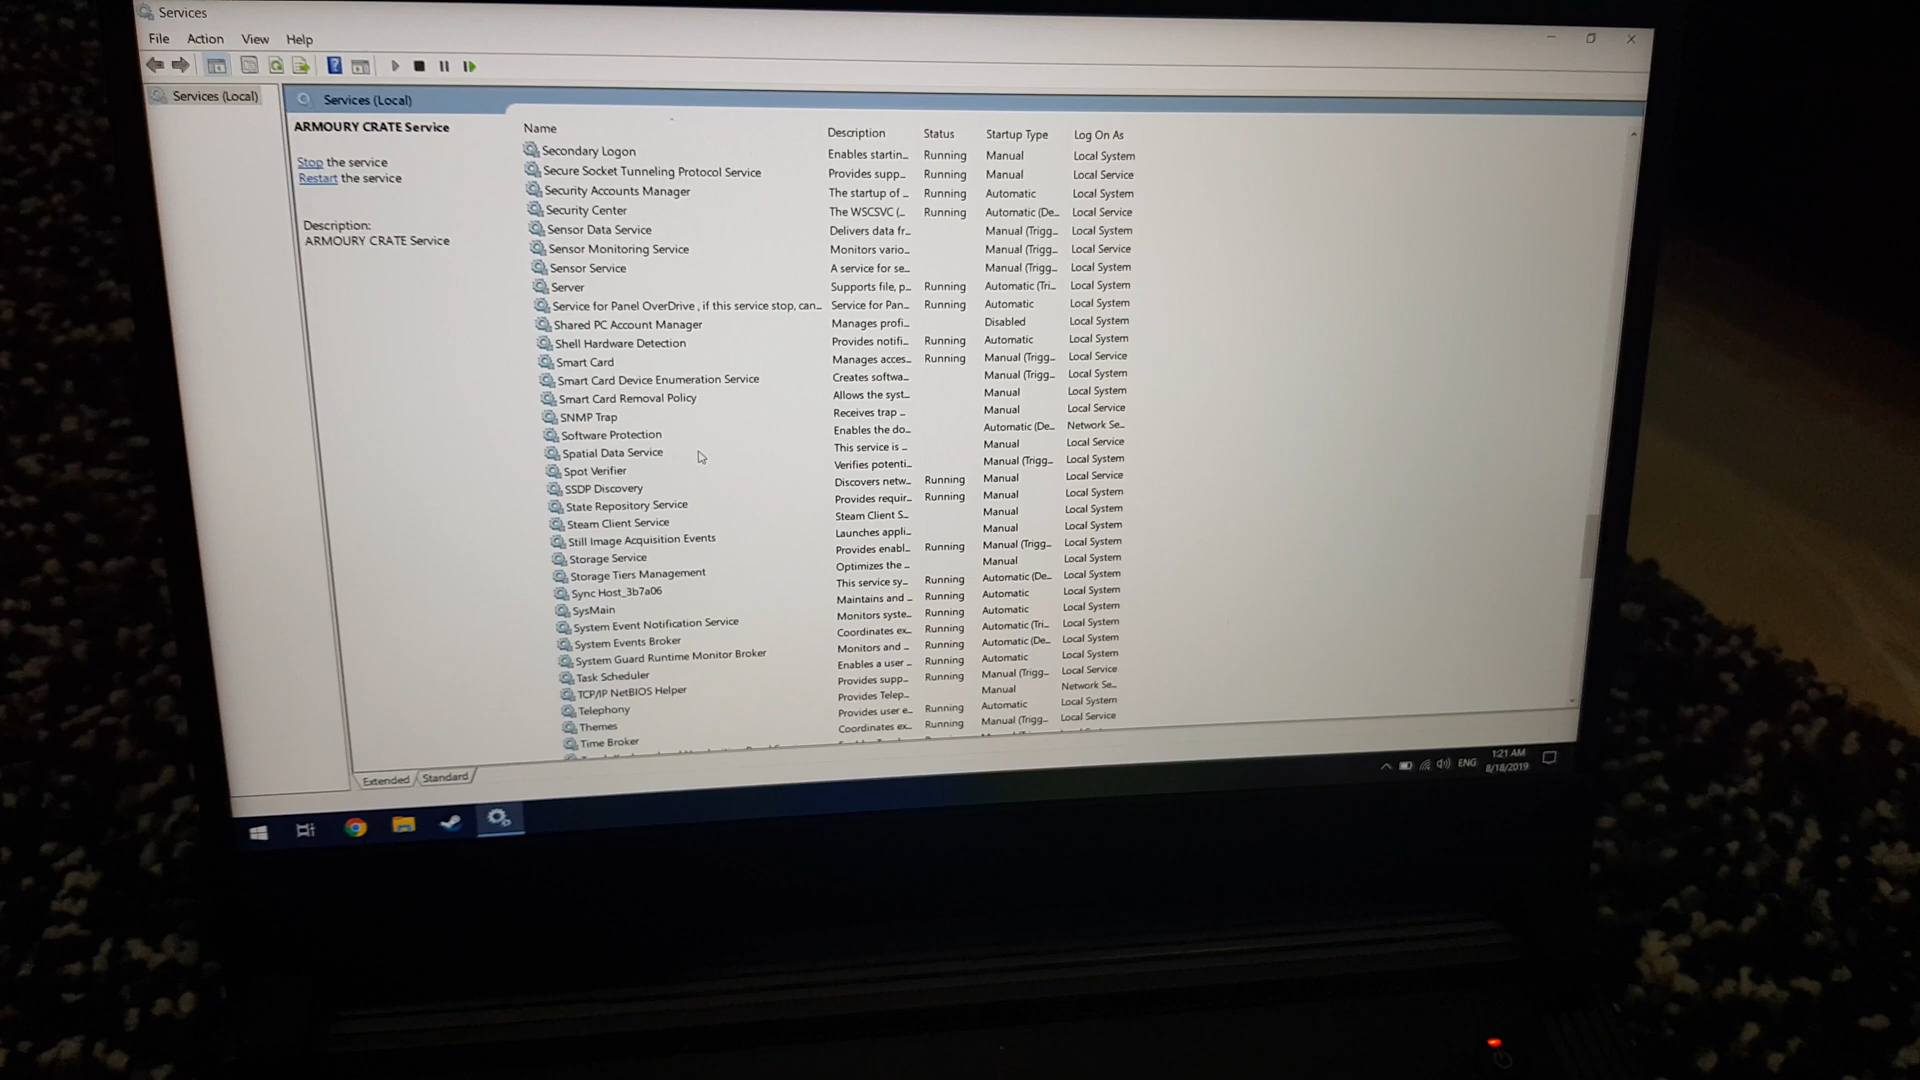 Services
File Action View Help
Services (Local)
Services (Local)
ARMOURY CRATE Service
Stop the service
Restart the service
Description:
ARMOURY CRATE Service
Name Description Status Startup Type Log On As
Secondary Logon Enables startin... Running Manual Local System
Secure Socket Tunneling Protocol Service Provides supp... Running Manual Local Service
Security Accounts Manager The startup of ... Running Automatic Local System
Security Center The WSCSVC (... Running Automatic (De... Local Service
Sensor Data Service Delivers data fr... Manual (Trigg... Local System
Sensor Monitoring Service Monitors vario... Manual (Trigg... Local Service
Sensor Service A service for se... Manual (Trigg... Local System
Server Supports file, p... Running Automatic (Tri... Local System
Service for Panel OverDrive , if this service stop, can... Service for Pan... Running Automatic Local System
Shared PC Account Manager Manages profi... Disabled Local System
Shell Hardware Detection Provides notifi... Running Automatic Local System
Smart Card Manages acces... Running Manual (Trigg... Local Service
Smart Card Device Enumeration Service Creates softwa... Manual (Trigg... Local System
Smart Card Removal Policy Allows the syst... Manual Local System
SNMP Trap Receives trap ... Manual Local Service
Software Protection Enables the do... Automatic (De... Network Se...
Spatial Data Service This service is ... Manual Local Service
Spot Verifier Verifies potenti... Manual (Trigg... Local System
SSDP Discovery Discovers netw... Running Manual Local Service
State Repository Service Provides requir... Running Manual Local System
Steam Client Service Steam Client S... Manual Local System
Still Image Acquisition Events Launches appli... Manual Local System
Storage Service Provides enabl... Running Manual (Trigg... Local System
Storage Tiers Management Optimizes the ... Manual Local System
Sync Host_3b7a06 This service sy... Running Automatic (De... Local System
SysMain Maintains and ... Running Automatic Local System
System Event Notification Service Monitors syste... Running Automatic Local System
System Events Broker Coordinates ex... Running Automatic (Tri... Local System
System Guard Runtime Monitor Broker Monitors and ... Running Automatic (De... Local System
Task Scheduler Enables a user ... Running Automatic Local System
TCP/IP NetBIOS Helper Provides supp... Running Manual (Trigg... Local Service
Telephony Provides Telep... Manual Network Se...
Themes Provides user e... Running Automatic Local System
Time Broker Coordinates ex... Running Manual (Trigg... Local Service
Extended Standard
ENG 1:21 AM
8/18/2019